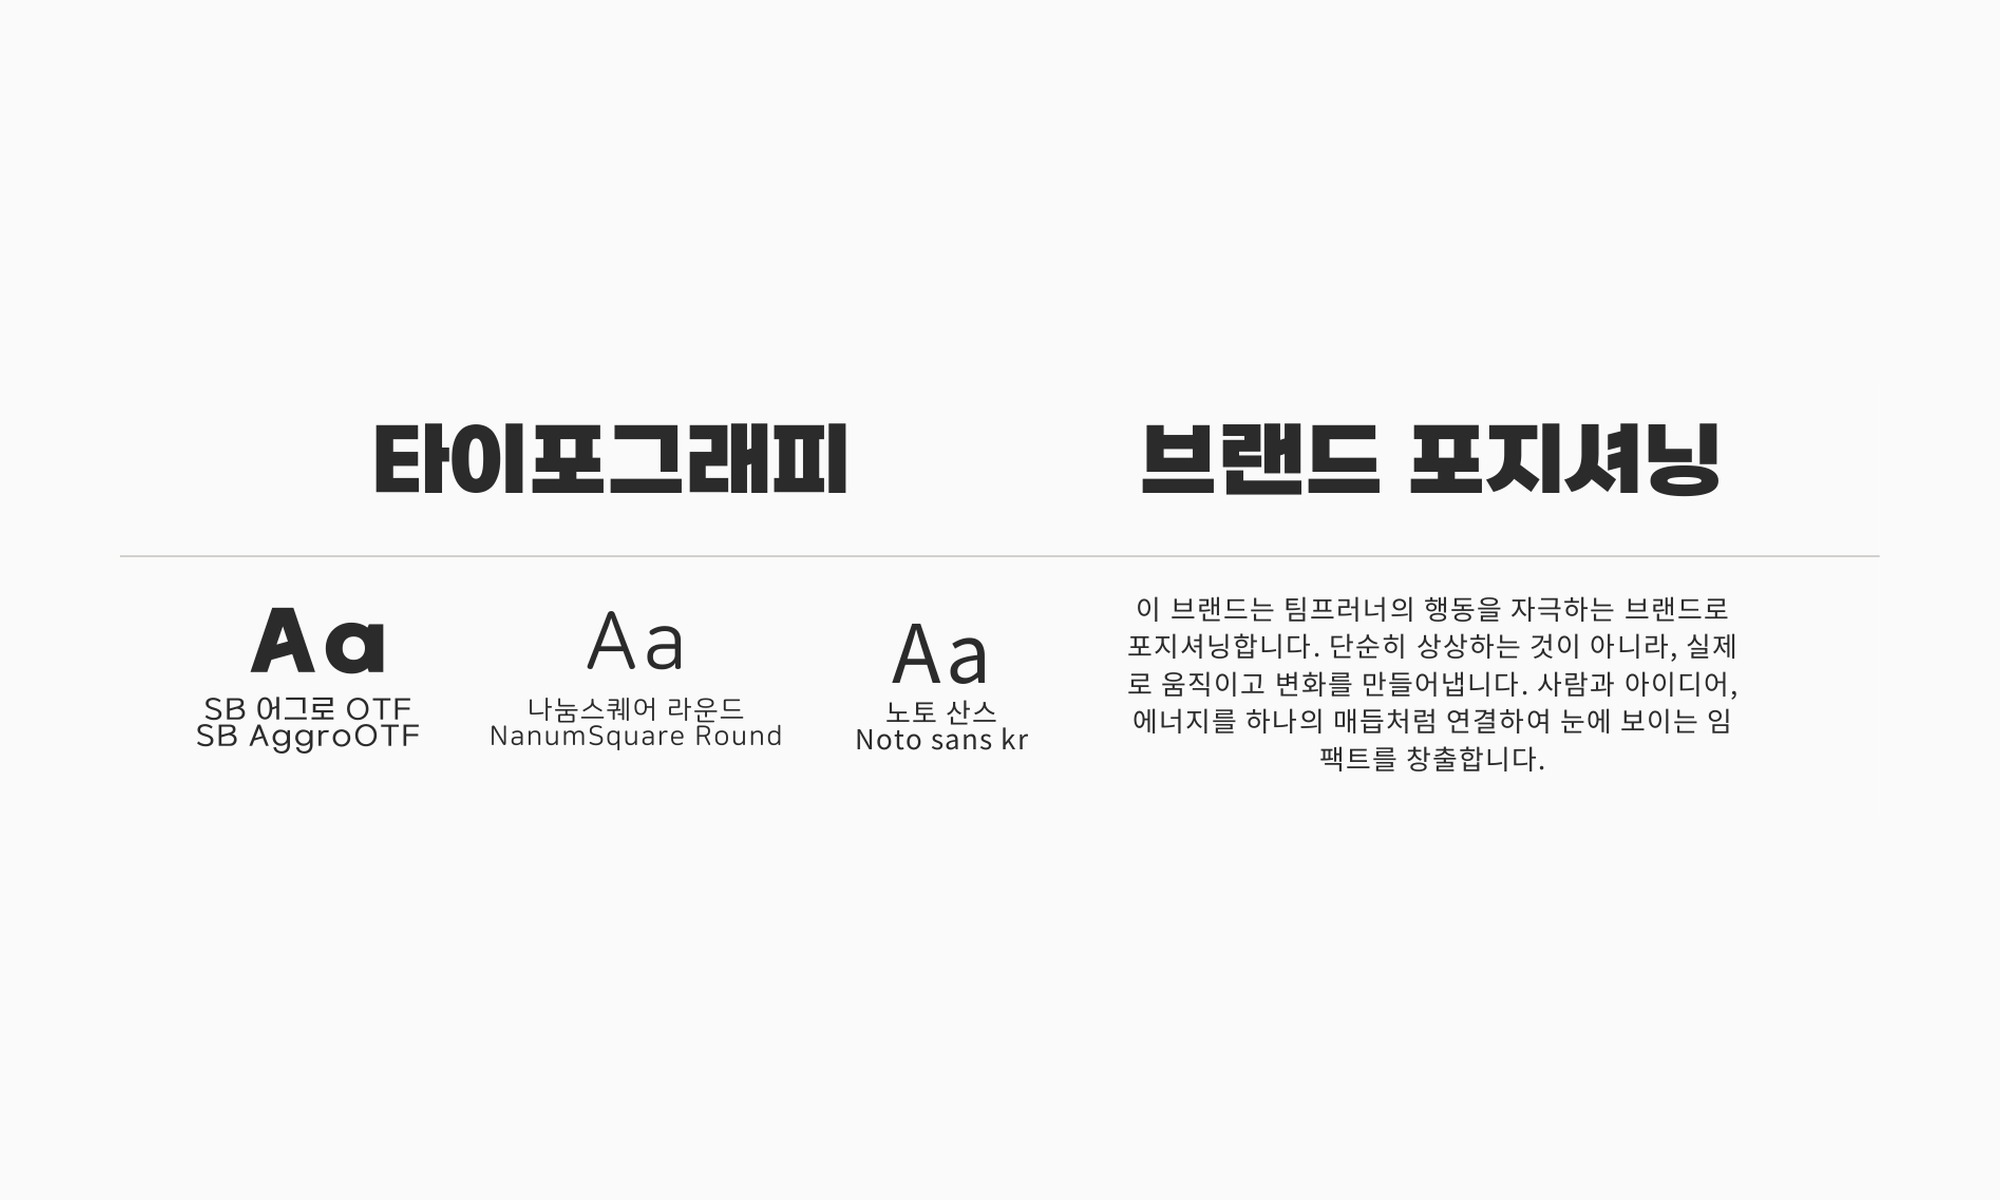 타이포그래피
브랜드 포지셔닝
Aa
SB 어그로 OTF
SB AggroOTF
Aa
나눔스퀘어 라운드
NanumSquare Round
Aa
노토 산스
Noto sans kr
이 브랜드는 팀프러너의 행동을 자극하는 브랜드로
포지셔닝합니다. 단순히 상상하는 것이 아니라, 실제
로 움직이고 변화를 만들어냅니다. 사람과 아이디어,
에너지를 하나의 매듭처럼 연결하여 눈에 보이는 임
팩트를 창출합니다.